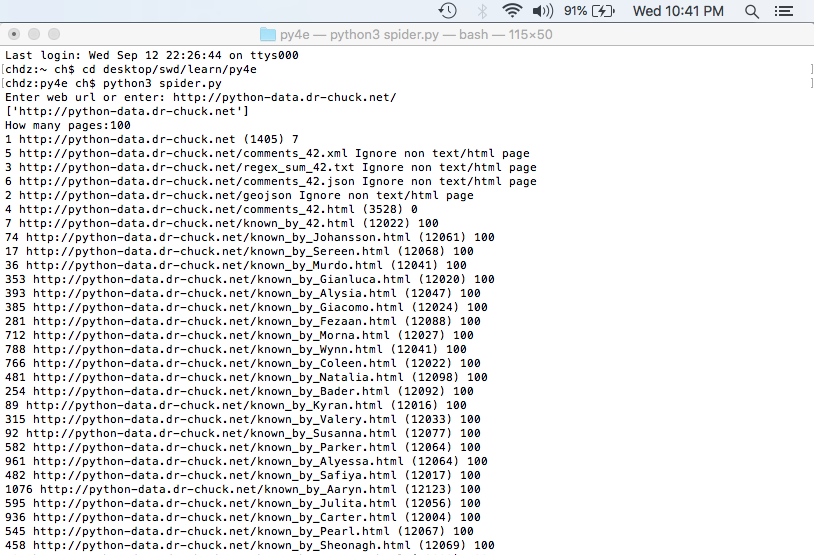 91% Wed 10:41 PM
py4e — python3 spider.py — bash — 115×50
Last login: Wed Sep 12 22:26:44 on ttys000
[chdz:~ ch$ cd desktop/swd/learn/py4e ]
[chdz:py4e ch$ python3 spider.py ]
Enter web url or enter: http://python-data.dr-chuck.net/
['http://python-data.dr-chuck.net']
How many pages:100
1 http://python-data.dr-chuck.net (1405) 7
5 http://python-data.dr-chuck.net/comments_42.xml Ignore non text/html page
3 http://python-data.dr-chuck.net/regex_sum_42.txt Ignore non text/html page
6 http://python-data.dr-chuck.net/comments_42.json Ignore non text/html page
2 http://python-data.dr-chuck.net/geojson Ignore non text/html page
4 http://python-data.dr-chuck.net/comments_42.html (3528) 0
7 http://python-data.dr-chuck.net/known_by_42.html (12022) 100
74 http://python-data.dr-chuck.net/known_by_Johansson.html (12061) 100
17 http://python-data.dr-chuck.net/known_by_Sereen.html (12068) 100
36 http://python-data.dr-chuck.net/known_by_Murdo.html (12041) 100
353 http://python-data.dr-chuck.net/known_by_Gianluca.html (12020) 100
393 http://python-data.dr-chuck.net/known_by_Alysia.html (12047) 100
385 http://python-data.dr-chuck.net/known_by_Giacomo.html (12024) 100
281 http://python-data.dr-chuck.net/known_by_Fezaan.html (12088) 100
712 http://python-data.dr-chuck.net/known_by_Morna.html (12027) 100
788 http://python-data.dr-chuck.net/known_by_Wynn.html (12041) 100
766 http://python-data.dr-chuck.net/known_by_Coleen.html (12022) 100
481 http://python-data.dr-chuck.net/known_by_Natalia.html (12098) 100
254 http://python-data.dr-chuck.net/known_by_Bader.html (12092) 100
89 http://python-data.dr-chuck.net/known_by_Kyran.html (12016) 100
315 http://python-data.dr-chuck.net/known_by_Valery.html (12033) 100
92 http://python-data.dr-chuck.net/known_by_Susanna.html (12077) 100
582 http://python-data.dr-chuck.net/known_by_Parker.html (12064) 100
961 http://python-data.dr-chuck.net/known_by_Alyessa.html (12064) 100
482 http://python-data.dr-chuck.net/known_by_Safiya.html (12017) 100
1076 http://python-data.dr-chuck.net/known_by_Aaryn.html (12123) 100
595 http://python-data.dr-chuck.net/known_by_Julita.html (12056) 100
936 http://python-data.dr-chuck.net/known_by_Carter.html (12004) 100
545 http://python-data.dr-chuck.net/known_by_Pearl.html (12067) 100
458 http://python-data.dr-chuck.net/known_by_Sheonagh.html (12069) 100